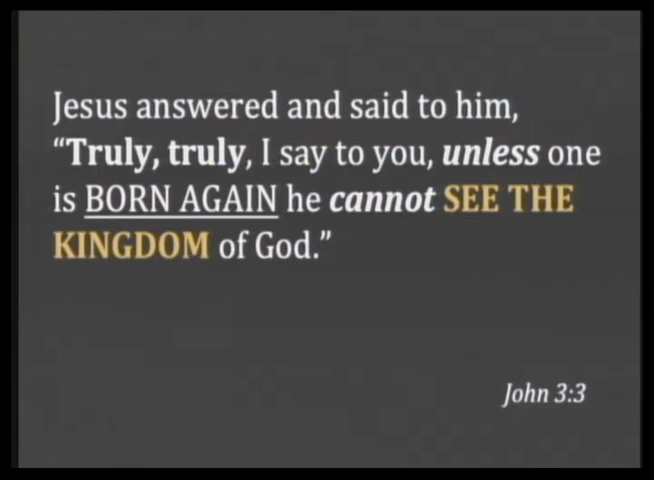 Jesus answered and said to him,
“Truly, truly, I say to you, unless one
is BORN AGAIN he cannot SEE THE
KINGDOM of God.”
John 3:3